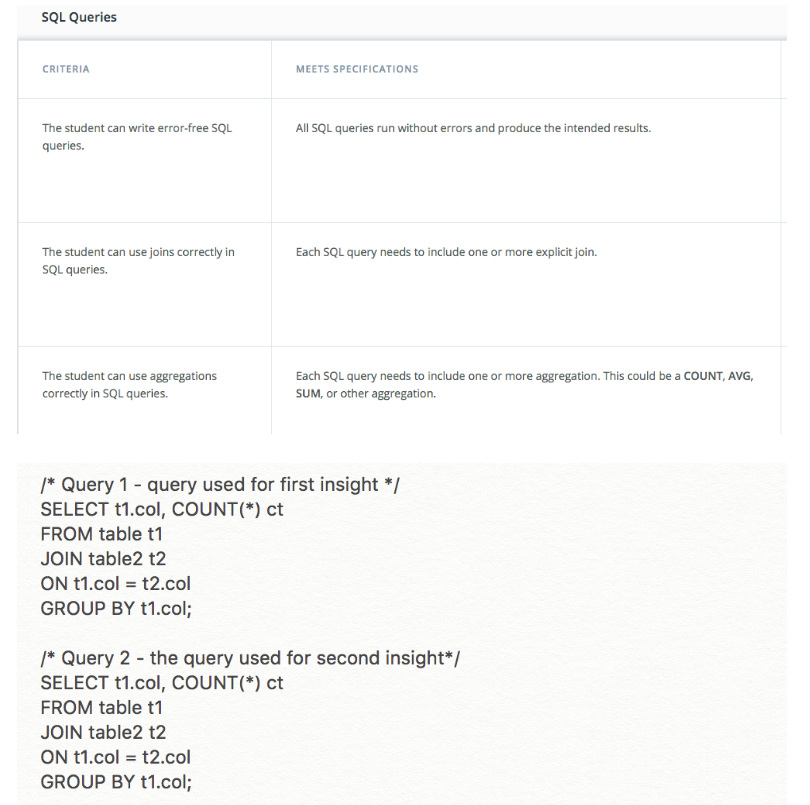 SQL Queries
CRITERIA
MEETS SPECIFICATIONS
The student can write error-free SQL
queries.
All SQL queries run without errors and produce the intended results.
The student can use joins correctly in
SQL queries.
Each SQL query needs to include one or more explicit join.
The student can use aggregations
correctly in SQL queries.
Each SQL query needs to include one or more aggregation. This could be a COUNT, AVG,
SUM, or other aggregation.
/* Query 1 - query used for first insight */
SELECT t1.col, COUNT(*) ct
FROM table t1
JOIN table2 t2
ON t1.col = t2.col
GROUP BY t1.col;
/* Query 2 - the query used for second insight*/
SELECT t1.col, COUNT(*) ct
FROM table t1
JOIN table2 t2
ON t1.col = t2.col
GROUP BY t1.col;